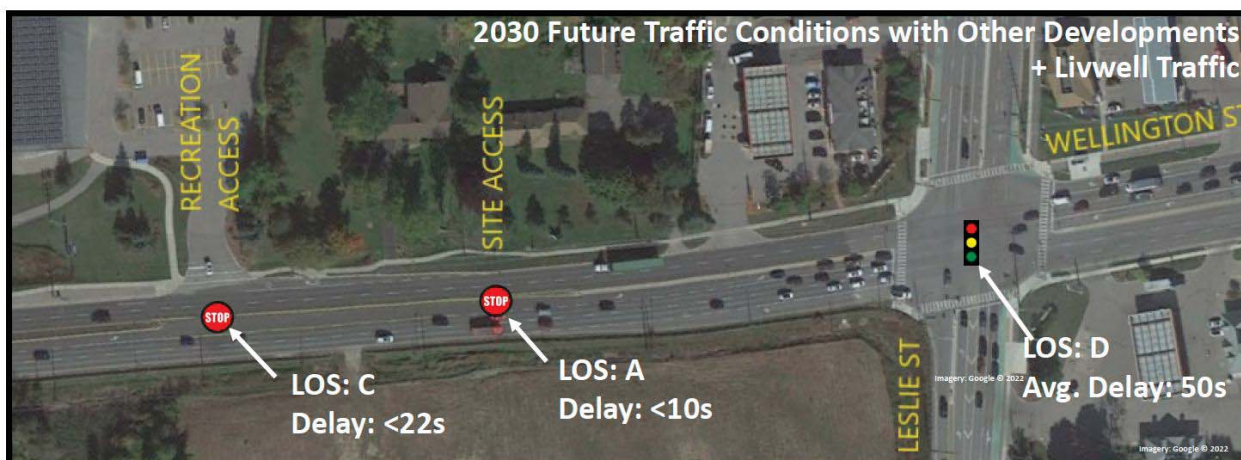 2030 Future Traffic Conditions with Other Developments
+ Livwell Traffic
RECREATION
ACCESS
SITE ACCESS
WELLINGTON ST
STOP
STOP
LOS: C
Delay: <22s
LOS: A
Delay: <10s
LESLIE ST
LOS: D
Avg. Delay: 50s
Imagery: Google © 2022
Imagery: Google © 2022